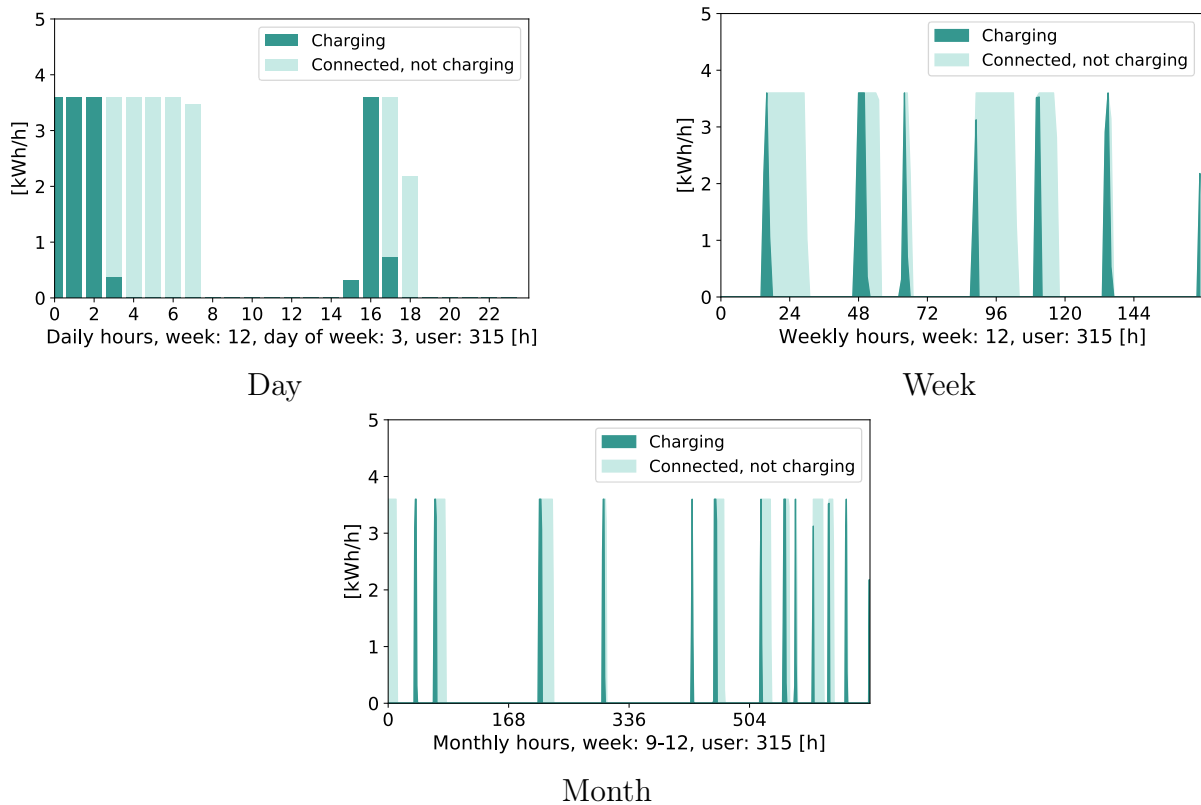 5
4
3
2
1
0
[kWh/h]
Charging
Connected, not charging
0 2 4 6 8 10 12 14 16 18 20 22
Daily hours, week: 12, day of week: 3, user: 315 [h]
Day
5
4
3
2
1
0
[kWh/h]
Charging
Connected, not charging
0 24 48 72 96 120 144
Weekly hours, week: 12, user: 315 [h]
Week
5
4
3
2
1
0
[kWh/h]
Charging
Connected, not charging
0 168 336 504
Monthly hours, week: 9-12, user: 315 [h]
Month